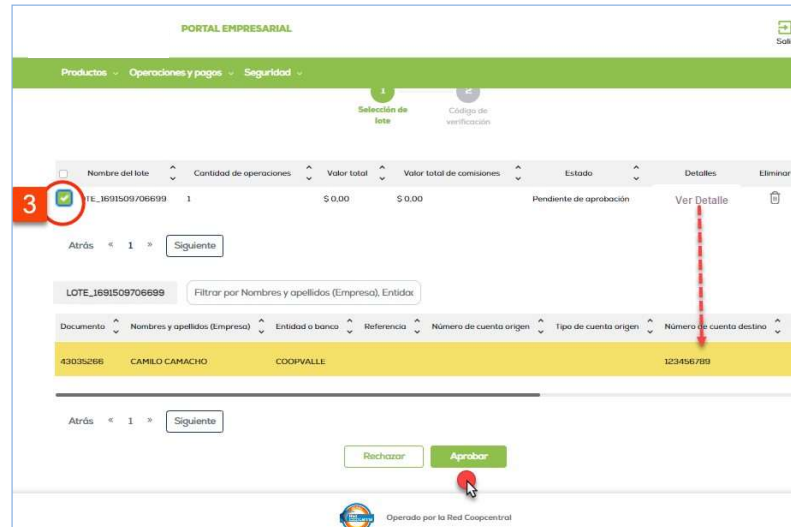 PORTAL EMPRESARIAL
Productos Operaciones y pagos Seguridad
1 2
Selección de lote Código de verificación
Nombre del lote Cantidad de operaciones Valor total Valor total de comisiones Estado Detalles Eliminar
3 TE_1691509706699 1 $ 0,00 $ 0,00 Pendiente de aprobación Ver Detalle
Atrás « 1 » Siguiente
LOTE_1691509706699 Filtrar por Nombres y apellidos (Empresa), Entidad
Documento Nombres y apellidos (Empresa) Entidad o banco Referencia Número de cuenta origen Tipo de cuenta origen Número de cuenta destino
43035266 CAMILO CAMACHO COOPVALLE 123456789
Atrás « 1 » Siguiente
Rechazar Aprobar
Operado por la Red Coopcentral